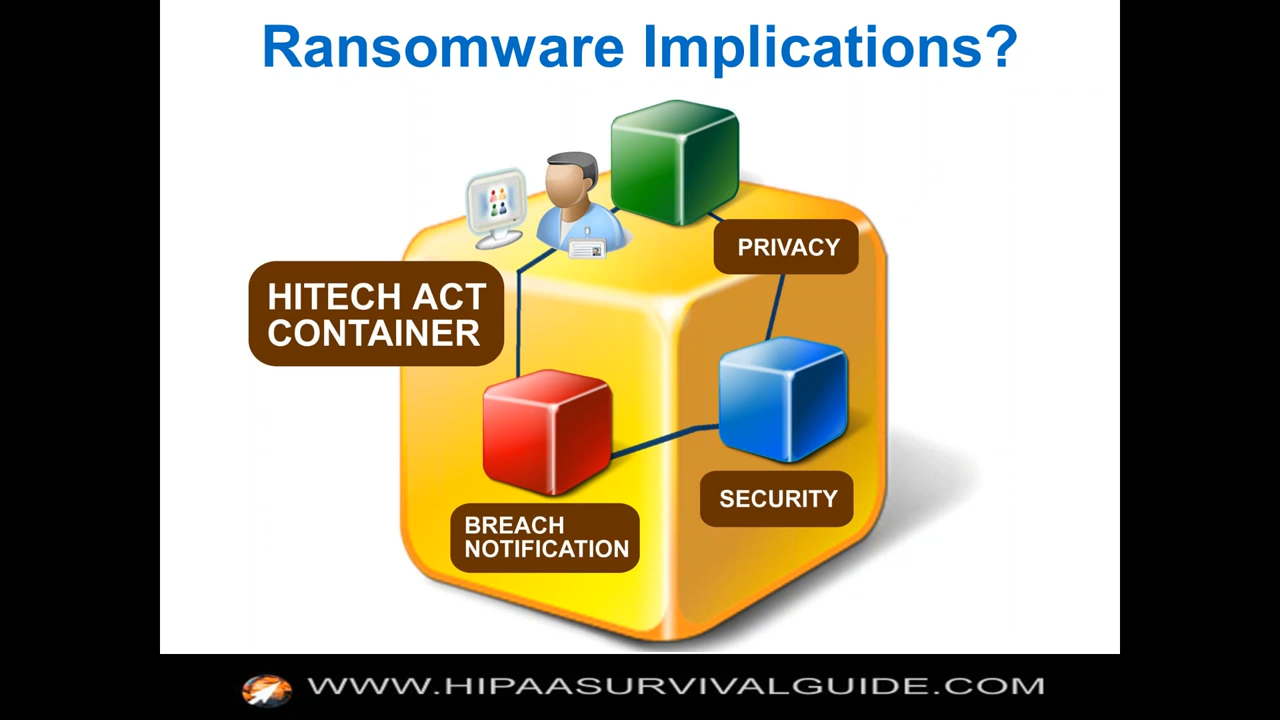 Ransomware Implications?
PRIVACY
HITECH ACT
CONTAINER
SECURITY
BREACH
NOTIFICATION
WWW.HIPAASURVIVALGUIDE.COM